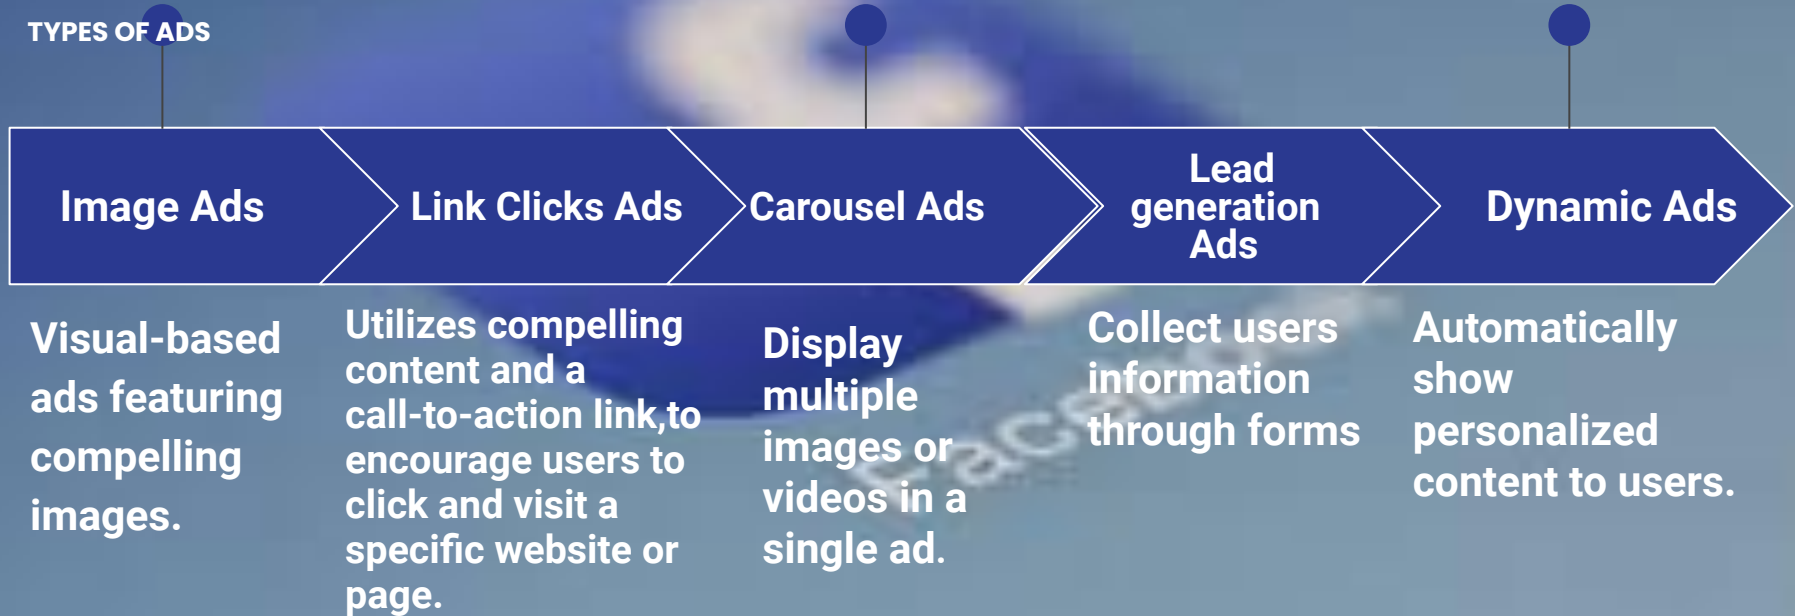 TYPES OF ADS
Image Ads
Link Clicks Ads
Carousel Ads
Lead
generation
Ads
Dynamic Ads
Visual-based
ads featuring
compelling
images.
Utilizes compelling
content and a
call-to-action link,to
encourage users to
click and visit a
specific website or
page.
Display
multiple
images or
videos in a
single ad.
Collect users
information
through forms
Automatically
show
personalized
content to users.
Facebook